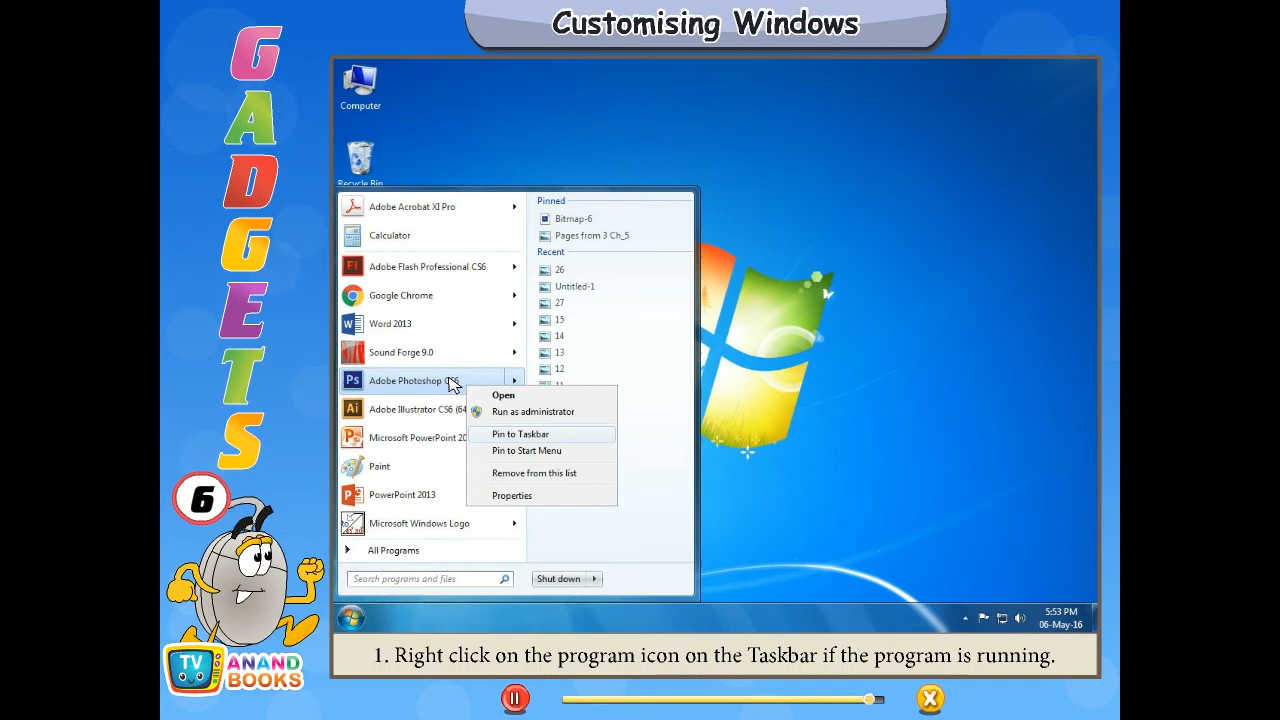 Customising Windows
GADGETS
6
TV
ANAND
BOOKS
Computer
Recycle Bin
Adobe Acrobat XI Pro
Calculator
Adobe Flash Professional CS6
Google Chrome
Word 2013
Sound Forge 9.0
Adobe Photoshop CS6
Adobe Illustrator CS6 (64
Microsoft PowerPoint 20
Paint
PowerPoint 2013
Microsoft Windows Logo
All Programs
Search programs and files
Shut down
Pinned
Bitmap-6
Pages from 3 Ch_5
Recent
26
Untitled-1
27
15
14
13
12
11
Open
Run as administrator
Pin to Taskbar
Pin to Start Menu
Remove from this list
Properties
5:53 PM
06-May-16
1. Right click on the program icon on the Taskbar if the program is running.